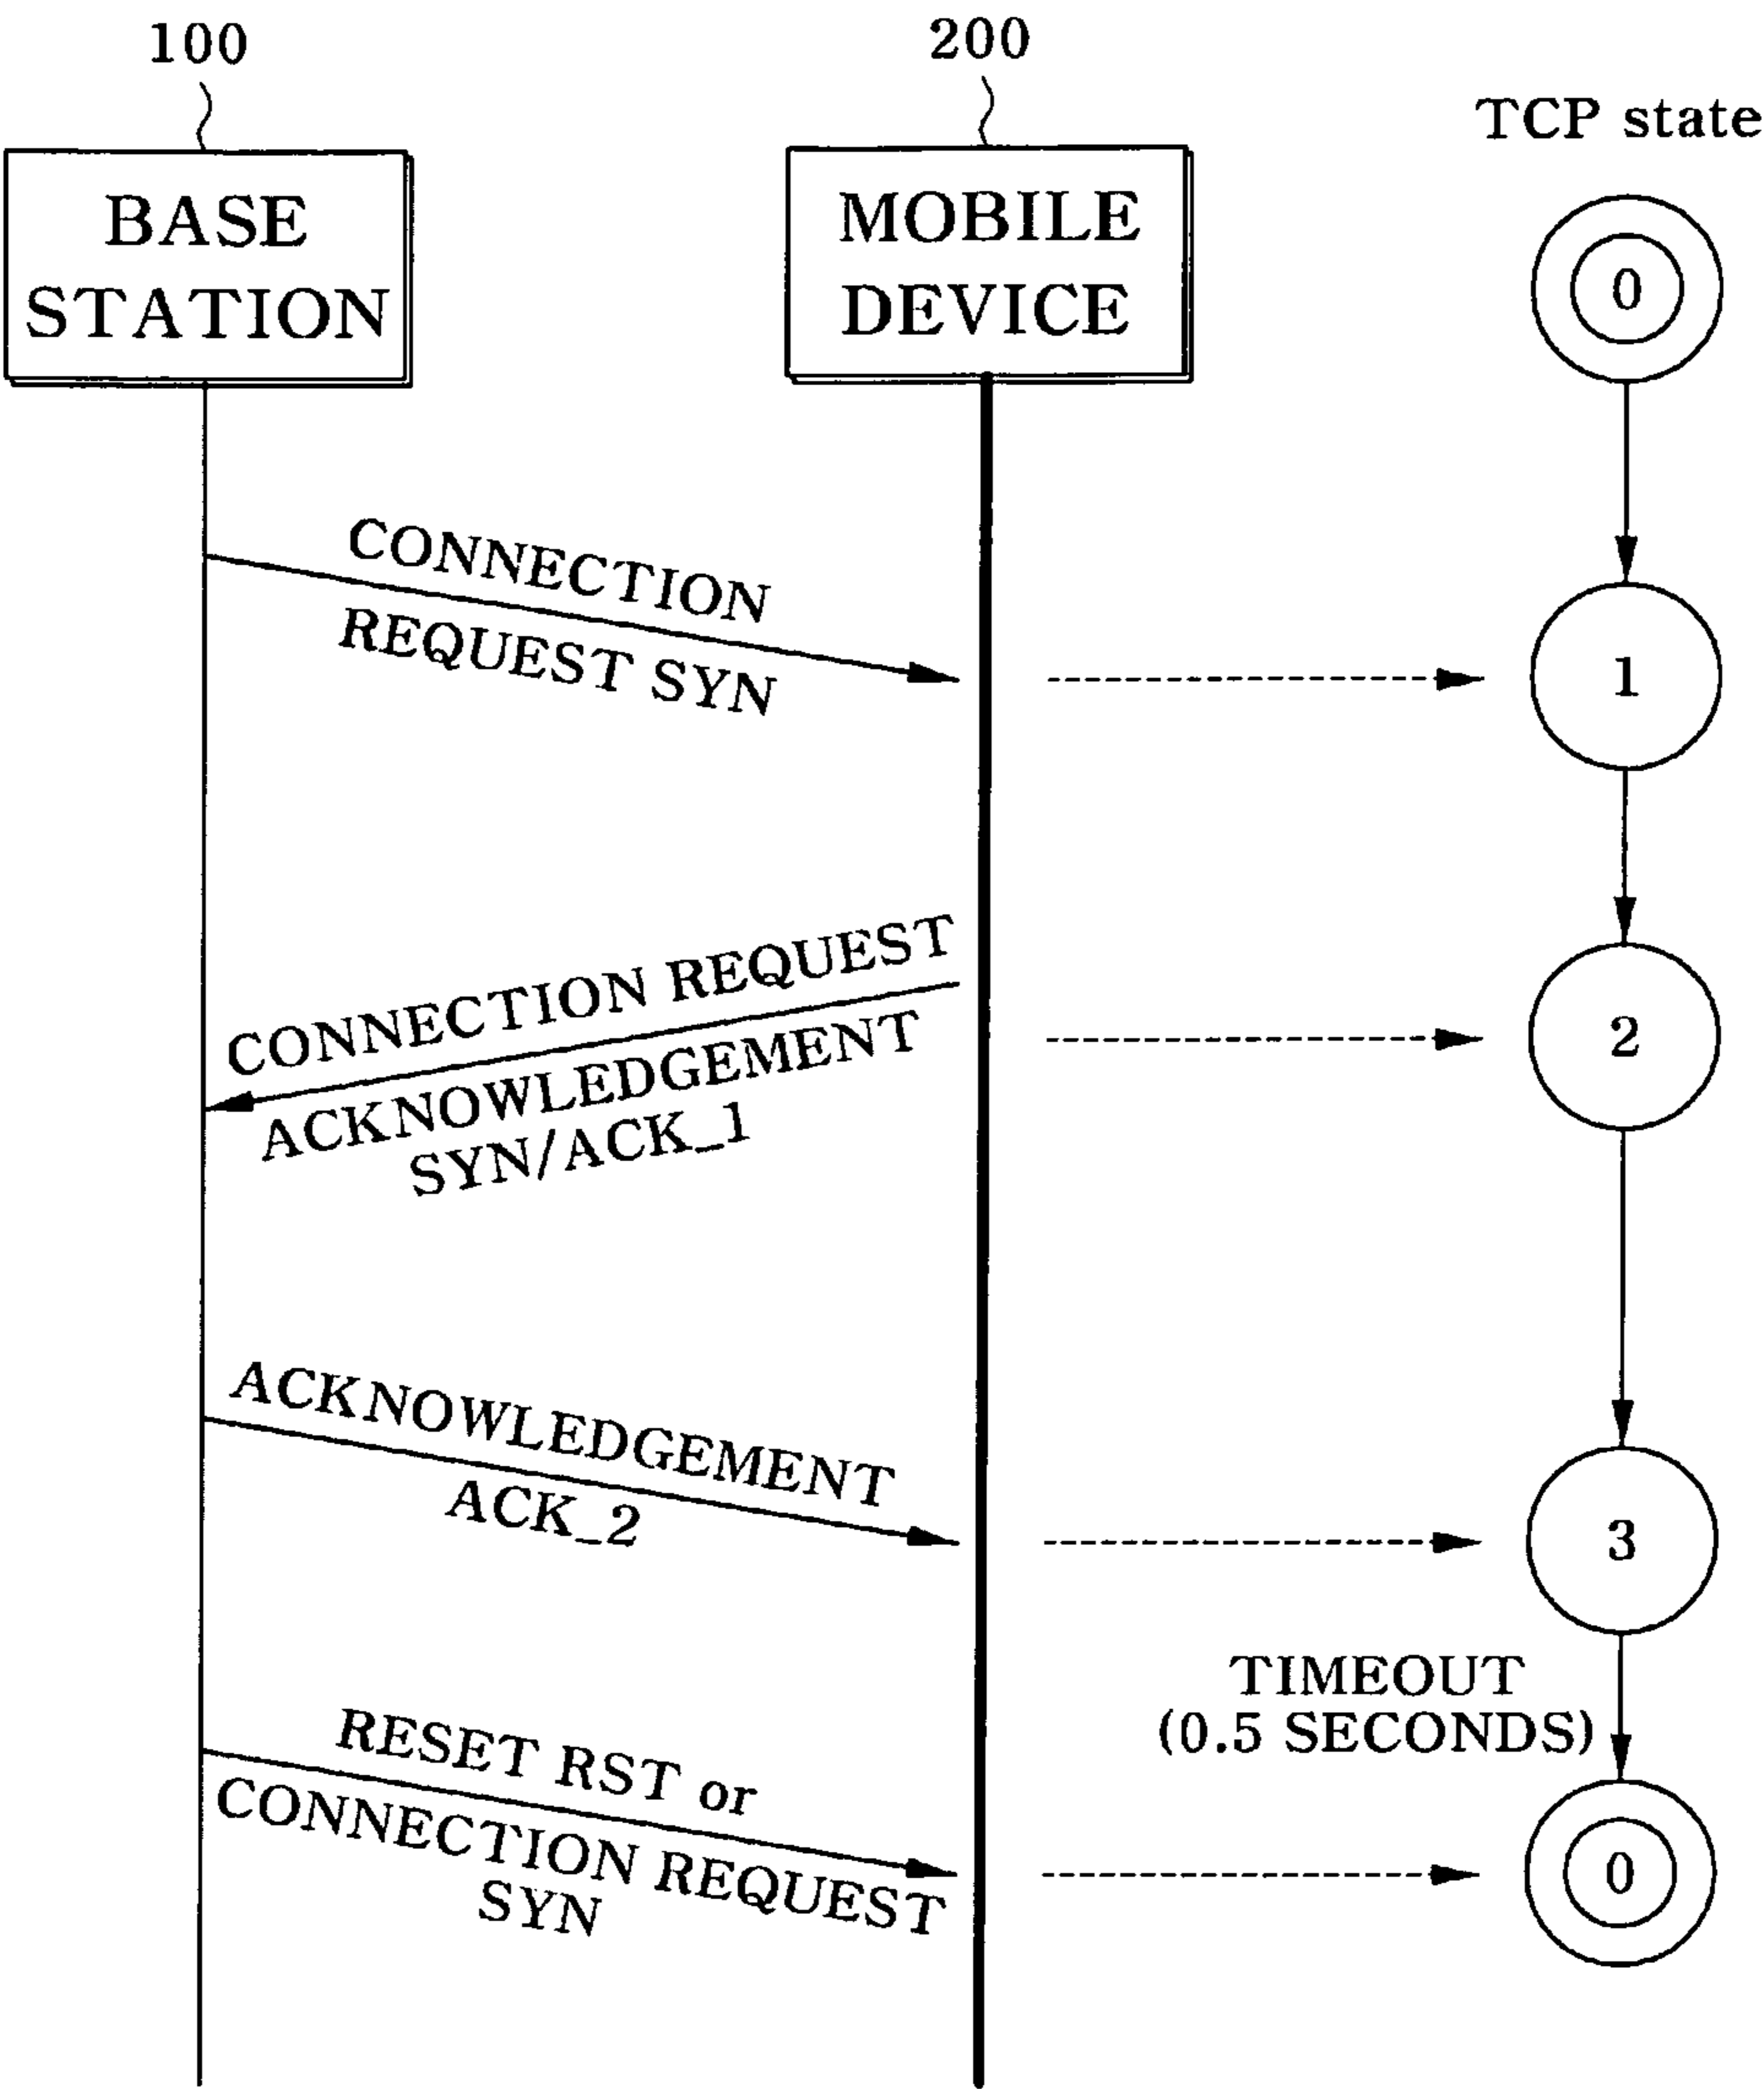 100
200
TCP state
BASE
STATION
MOBILE
DEVICE
0
CONNECTION
REQUEST SYN
1
CONNECTION REQUEST
ACKNOWLEDGEMENT
SYN/ACK_1
2
ACKNOWLEDGEMENT
ACK_2
3
TIMEOUT
(0.5 SECONDS)
RESET RST or
CONNECTION REQUEST
SYN
0